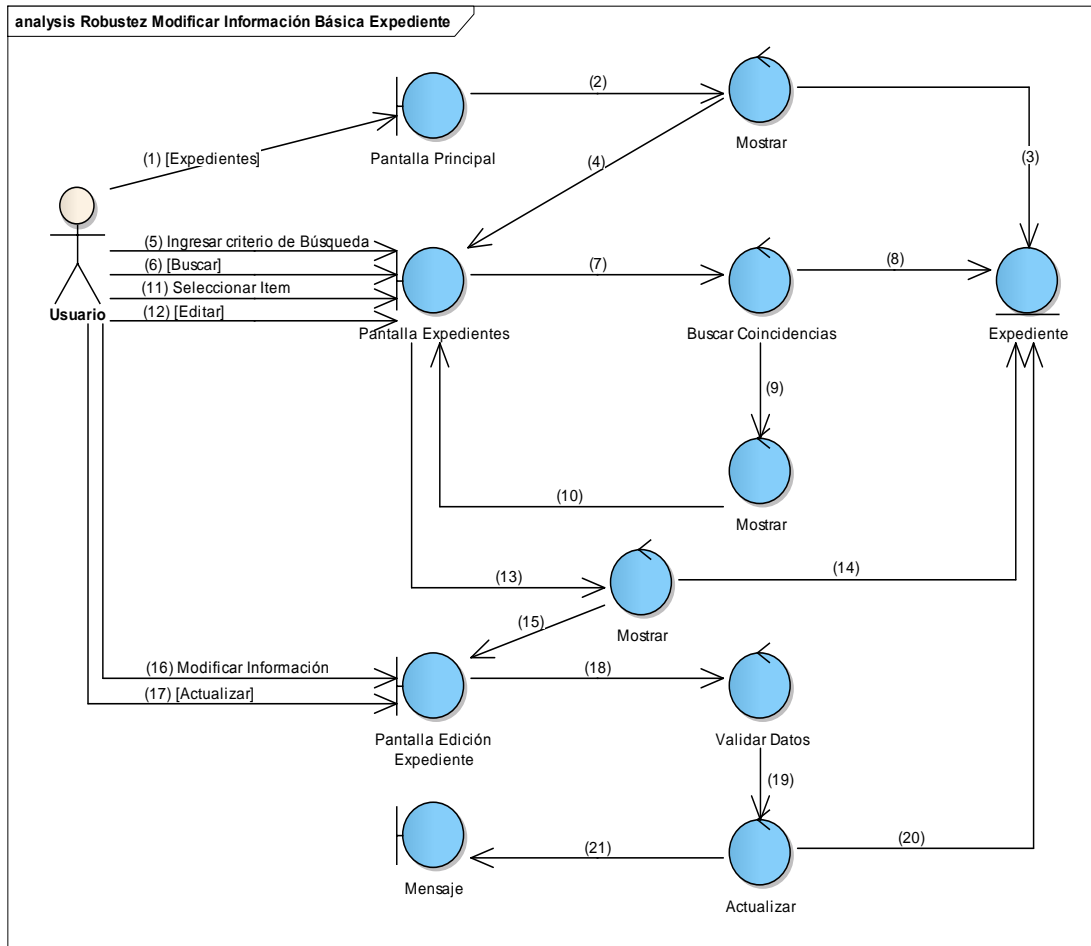 analysis Robustez Modificar Información Básica Expediente
(2)
Mostrar
(1) [Expedientes]
Pantalla Principal
(4)
(3)
(5) Ingresar criterio de Búsqueda
(6) [Buscar]
(11) Seleccionar Item
(12) [Editar]
Usuario
(7)
(8)
Pantalla Expedientes
Buscar Coincidencias
Expediente
(9)
(10)
Mostrar
(13)
(14)
(15)
Mostrar
(16) Modificar Información
(17) [Actualizar]
(18)
Pantalla Edición
Expediente
Validar Datos
(19)
(20)
(21)
Mensaje
Actualizar